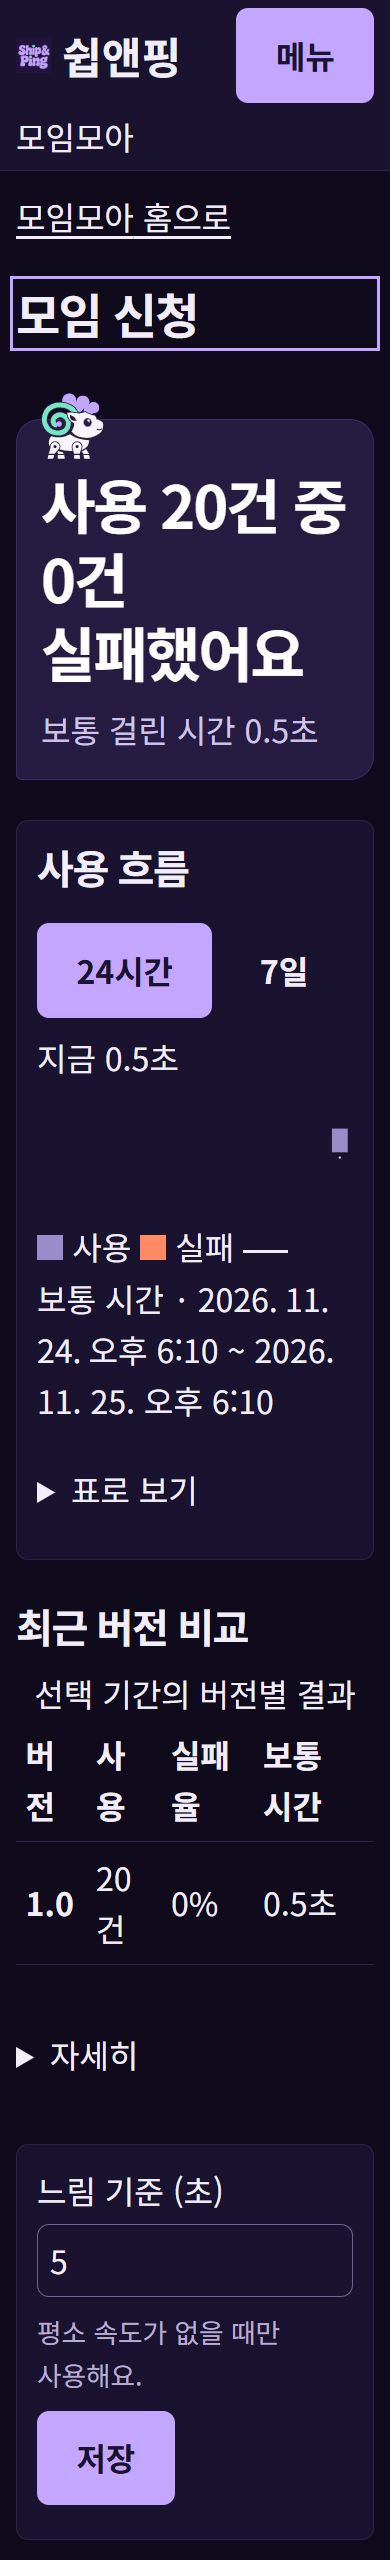 Ship&
Ping
쉽앤핑
메뉴
모임모아
모임모아 홈으로
모임 신청
사용 20건 중
0건
실패했어요
보통 걸린 시간 0.5초
사용 흐름
24시간
7일
지금 0.5초
사용 실패
보통 시간 · 2026. 11.
24. 오후 6:10 ~ 2026.
11. 25. 오후 6:10
표로 보기
최근 버전 비교
선택 기간의 버전별 결과
버전 사용 실패율 보통 시간
1.0 20건 0% 0.5초
자세히
느림 기준 (초)
5
평소 속도가 없을 때만
사용해요.
저장